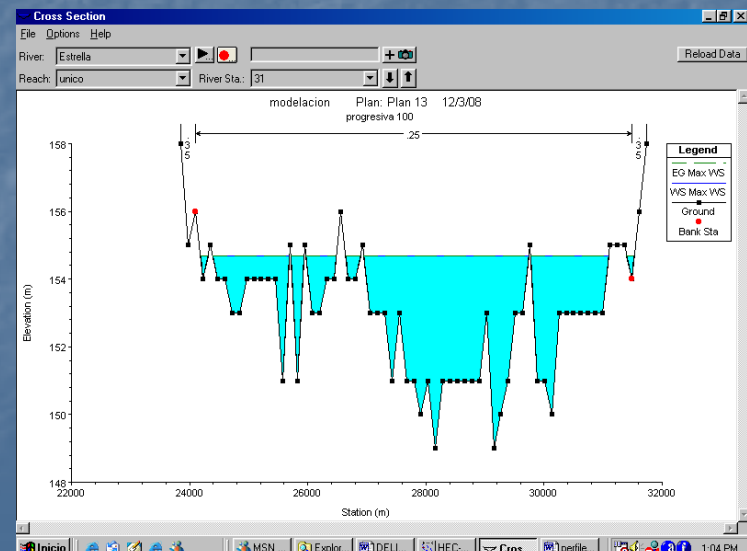 Cross Section
File Options Help
River: Estrella
Reload Data
Reach: unico River Sta.: 31
modelacion Plan: Plan 13 12/3/08
progresiva 100
.35 .25 .35
Legend
EG Max WS
WS Max WS
Ground
Bank Sta
158
156
154
152
150
148
Elevation (m)
22000 24000 26000 28000 30000 32000
Station (m)
Inicio MSN Explor DELL HEC- Cros perfile 1:04 PM